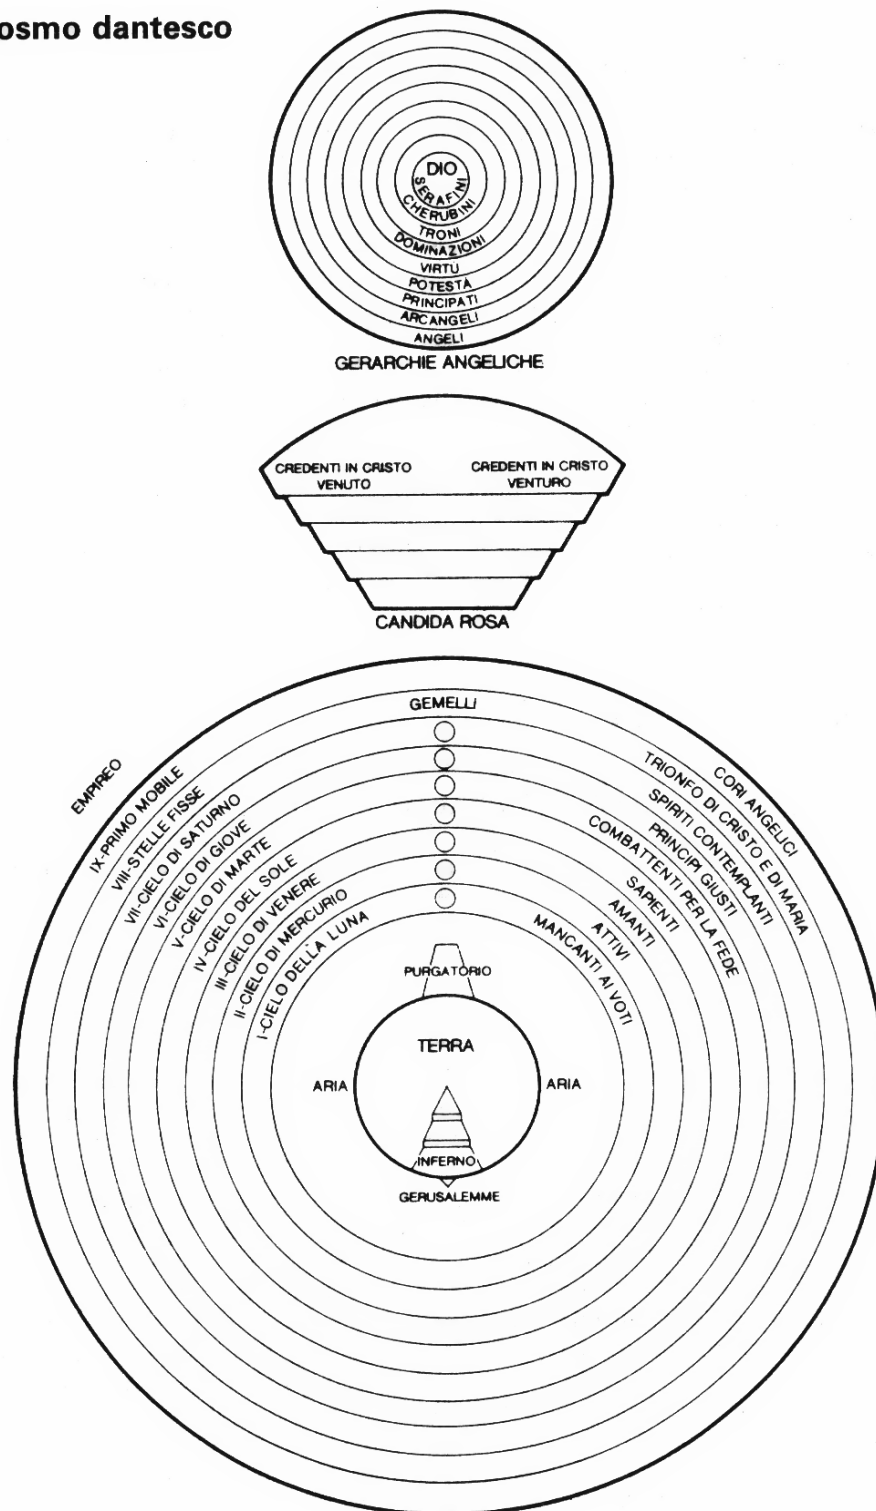 osmo dantesco
DIO
SERAFINI
CHERUBINI
TRONI
DOMINAZIONI
VIRTU
POTESTÀ
PRINCIPATI
ARCANGELI
ANGELI
GERARCHIE ANGELICHE
CREDENTI IN CRISTO
VENUTO
CREDENTI IN CRISTO
VENTURO
CANDIDA ROSA
GEMELLI
EMPIREO
IX-PRIMO MOBILE
VIII-STELLE FISSE
VII-CIELO DI SATURNO
VI-CIELO DI GIOVE
V-CIELO DI MARTE
IV-CIELO DEL SOLE
III-CIELO DI VENERE
II-CIELO DI MERCURIO
I-CIELO DELLA LUNA
CORI ANGELICI
TRIONFO DI CRISTO E DI MARIA
SPIRITI CONTEMPLANTI
PRINCIPI GIUSTI
COMBATTENTI PER LA FEDE
SAPIENTI
AMANTI
ATTIVI
MANCANTI AI VOTI
PURGATORIO
TERRA
ARIA
ARIA
INFERNO
GERUSALEMME